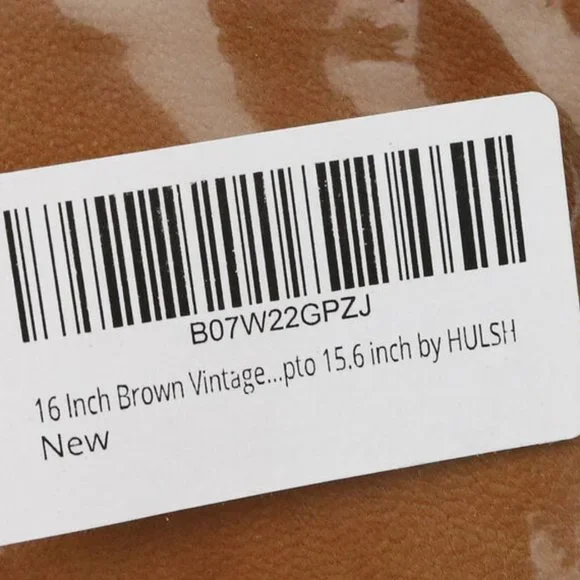 B07W22GPZJ
16 Inch Brown Vintage...pto 15.6 inch by HULSH
New